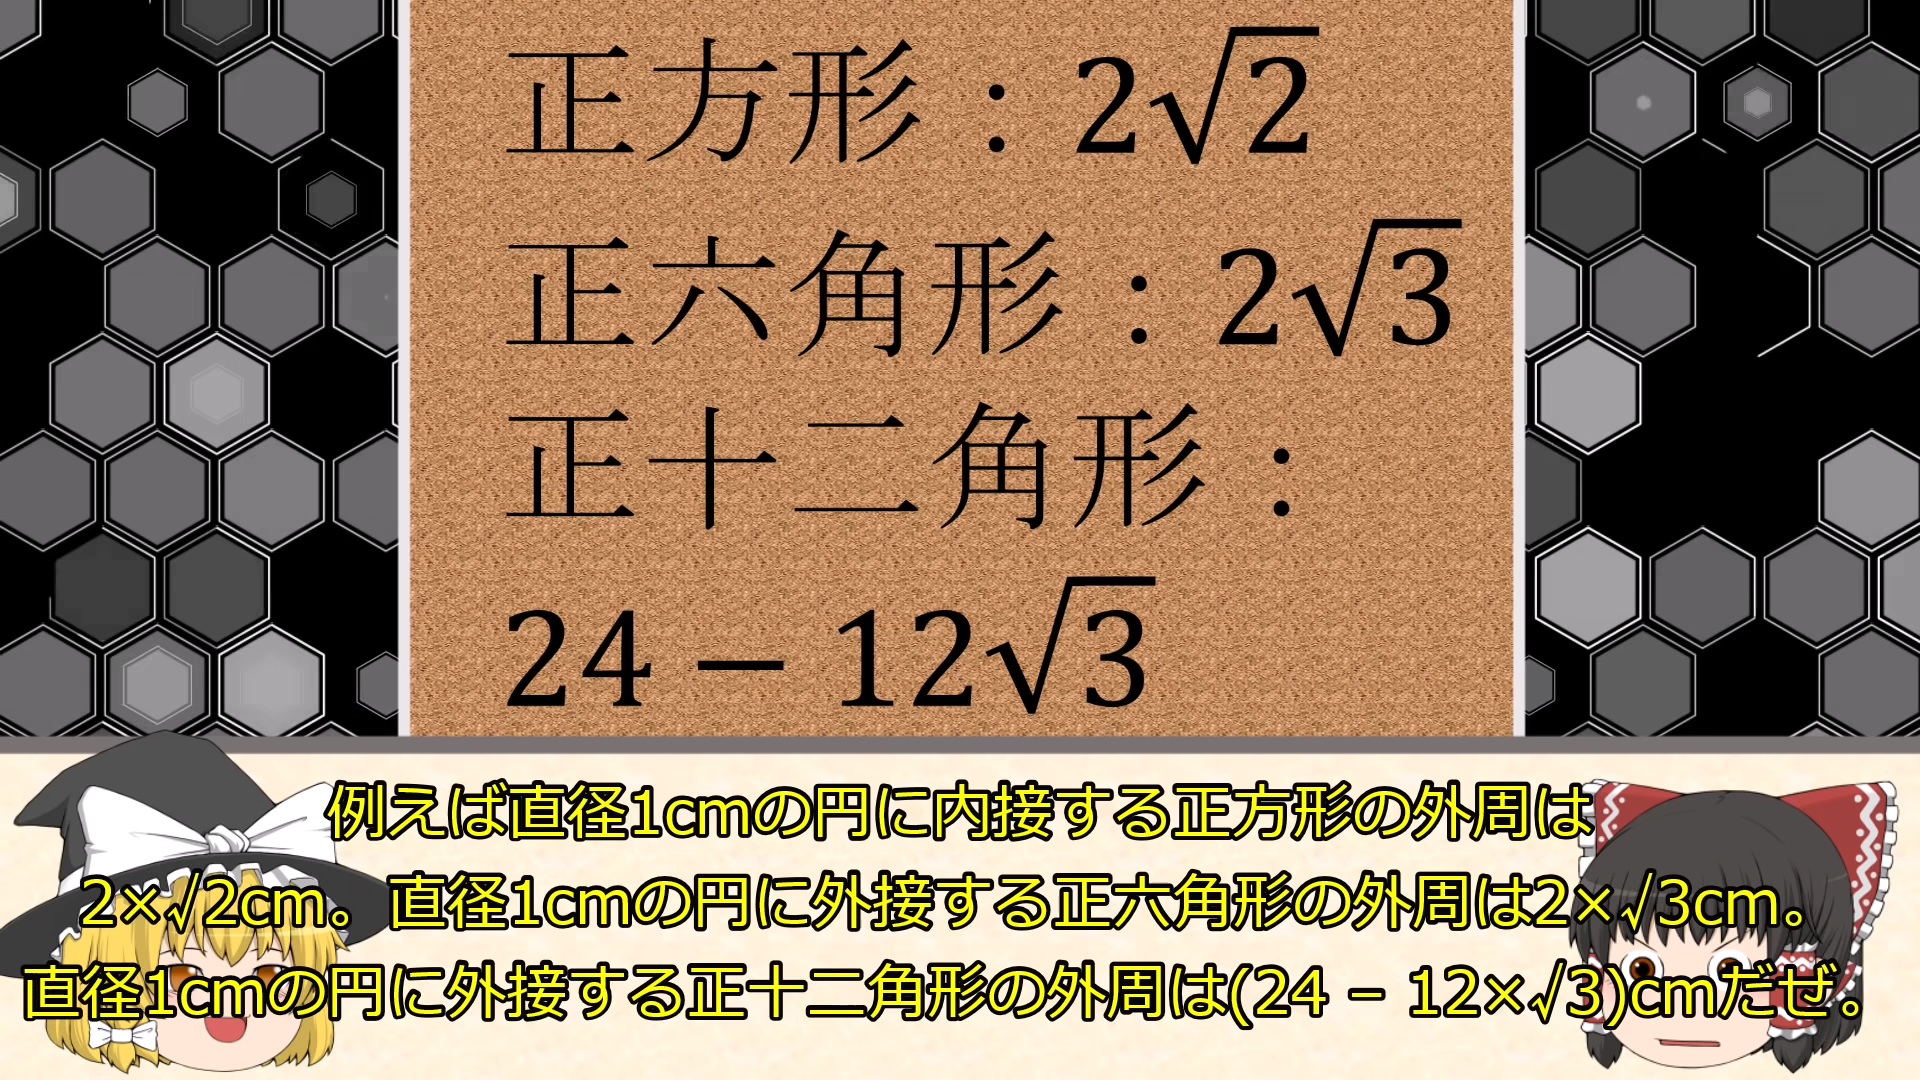 正方形：2√2
正六角形：2√3
正十二角形：
24 − 12√3
例えば直径1cmの円に内接する正方形の外周は
2×√2cm。直径1cmの円に外接する正六角形の外周は2×√3cm。
直径1cmの円に外接する正十二角形の外周は(24 − 12×√3)cmだぜ。